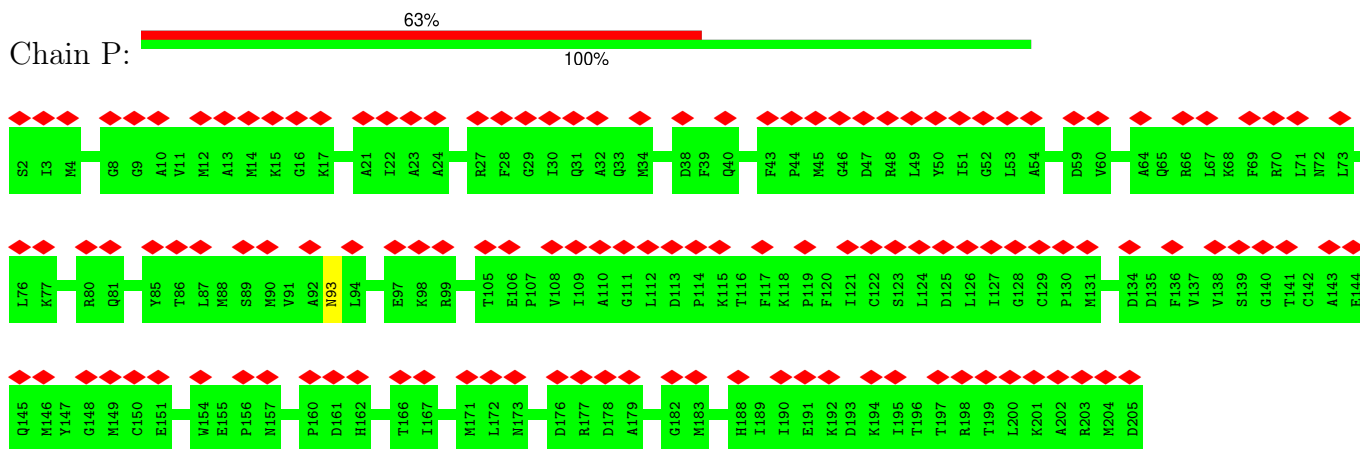 63%
Chain P:
100%
S2 I3 M4 G8 G9 A10 V11 M12 A13 M14 K15 G16 K17 A21 I22 A23 A24 R27 F28 G29 I30 Q31 A32 Q33 M34 D38 F39 Q40 F43 P44 M45 G46 D47 R48 L49 Y50 I51 G52 L53 A54 D59 V60 A64 Q65 R66 L67 K68 F69 R70 L71 N72 L73
L76 K77 R80 Q81 Y85 T86 L87 M88 S89 M90 V91 A92 N93 L94 E97 K98 R99 T105 E106 P107 V108 I109 A110 G111 L112 D113 P114 K115 T116 F117 K118 P119 F120 I121 C122 S123 L124 D125 L126 I127 G128 C129 P130 M131 D134 D135 F136 V137 V138 S139 G140 T141 C142 A143 E144
Q145 M146 Y147 G148 M149 C150 E151 W154 E155 P156 N157 P160 D161 H162 T166 I167 M171 L172 N173 D176 R177 D178 A179 G182 M183 H188 I189 I190 E191 K192 D193 K194 I195 T196 T197 R198 T199 L200 K201 A202 R203 M204 D205